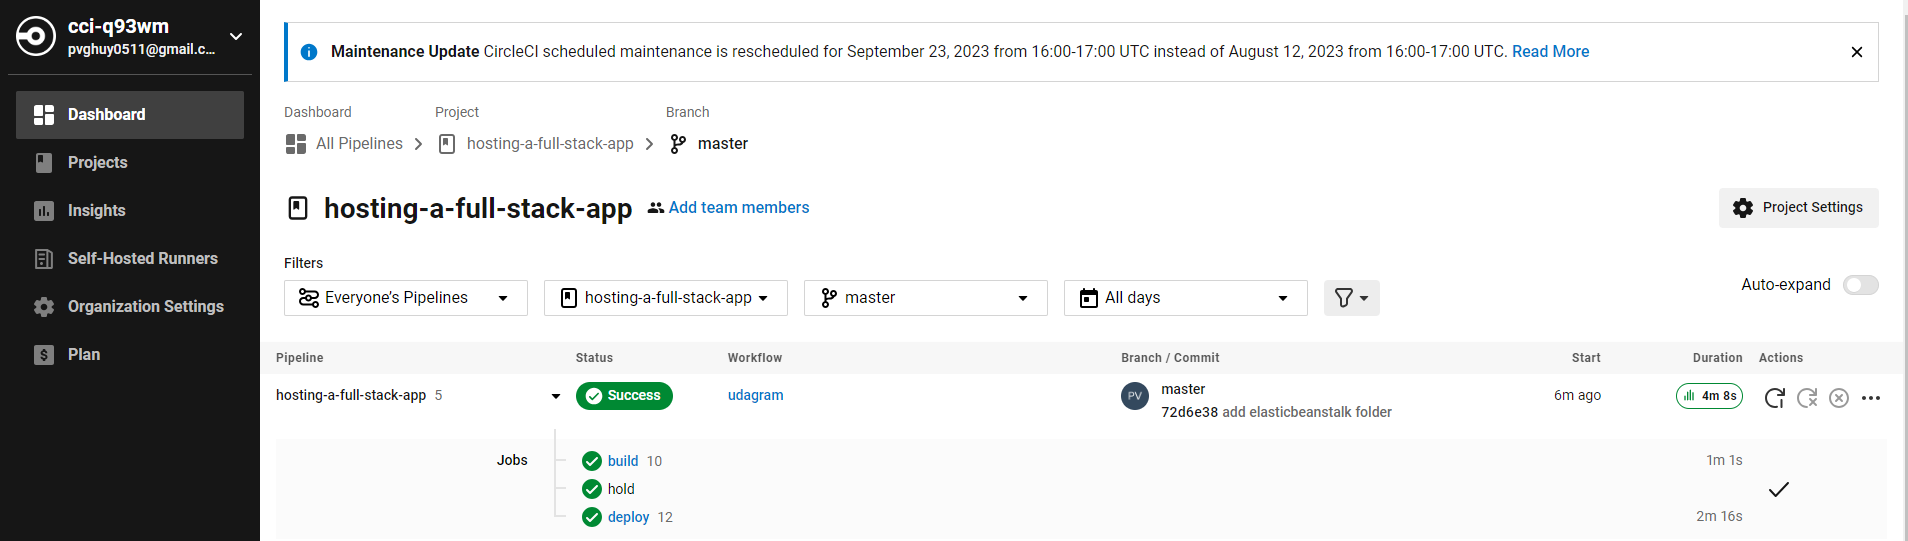 cci-q93wm
pvghuy0511@gmail.c...
Dashboard
Projects
Insights
Self-Hosted Runners
Organization Settings
Plan
Maintenance Update CircleCI scheduled maintenance is rescheduled for September 23, 2023 from 16:00-17:00 UTC instead of August 12, 2023 from 16:00-17:00 UTC. Read More
Dashboard Project Branch
All Pipelines hosting-a-full-stack-app master
hosting-a-full-stack-app Add team members
Project Settings
Filters
Everyone's Pipelines hosting-a-full-stack-app master All days
Auto-expand
Pipeline Status Workflow Branch / Commit Start Duration Actions
hosting-a-full-stack-app 5 Success udagram PV master 6m ago 4m 8s
72d6e38 add elasticbeanstalk folder
Jobs build 10 1m 1s
hold
deploy 12 2m 16s